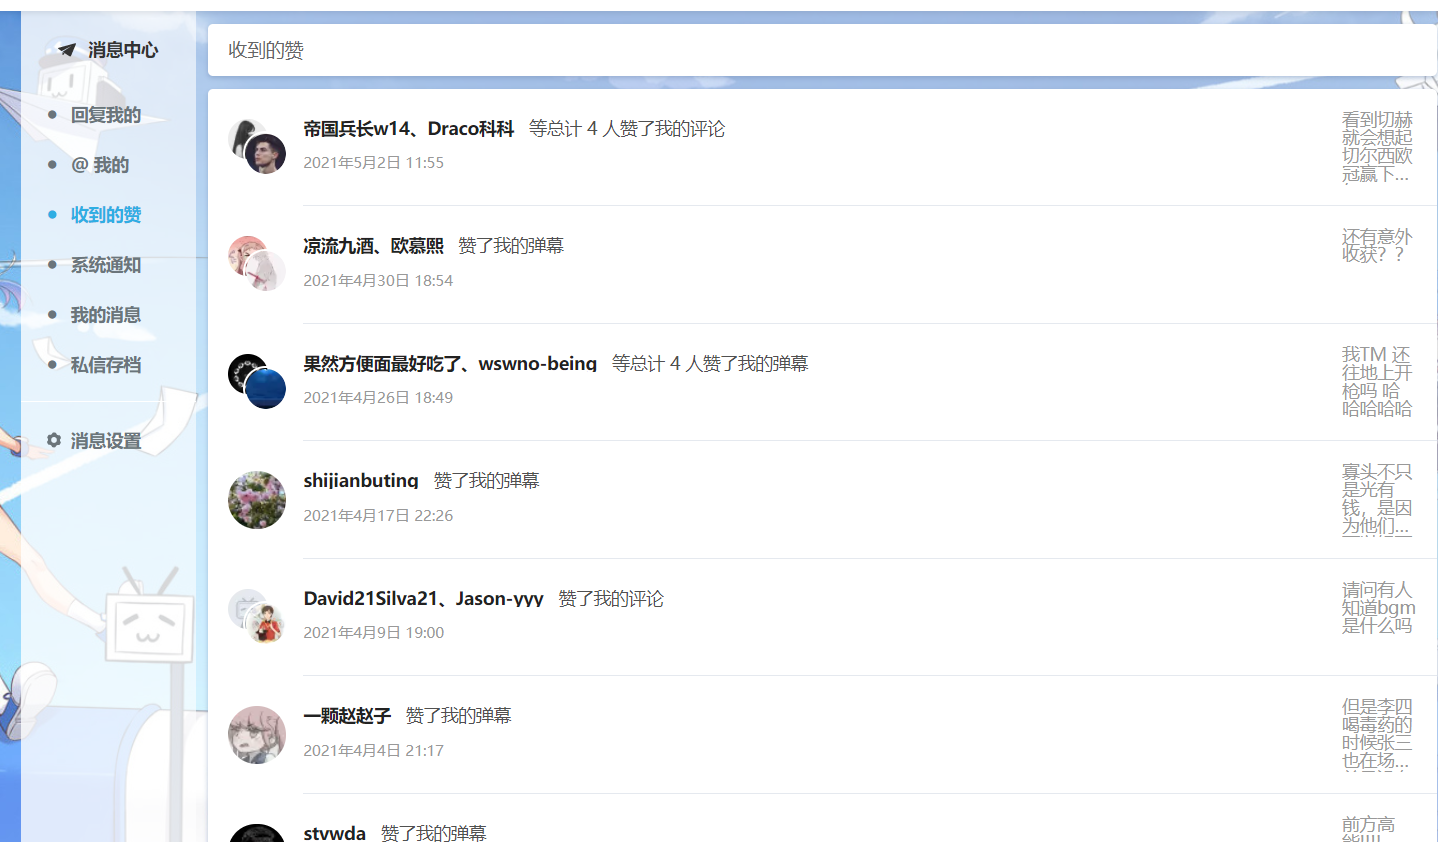 消息中心
回复我的
@ 我的
收到的赞
系统通知
我的消息
私信存档
消息设置
收到的赞
帝国兵长w14、Draco科科 等总计 4 人赞了我的评论
2021年5月2日 11:55
看到切赫
就会想起
切尔西欧
冠赢下...
凉流九酒、欧慕熙 赞了我的弹幕
2021年4月30日 18:54
还有意外
收获？？
果然方便面最好吃了、wswno-being 等总计 4 人赞了我的弹幕
2021年4月26日 18:49
我TM 还
往地上开
枪吗 哈
哈哈哈哈
shijianbuting 赞了我的弹幕
2021年4月17日 22:26
寡头不只
是光有
钱，是因
为他们...
David21Silva21、Jason-yyy 赞了我的评论
2021年4月9日 19:00
请问有人
知道bgm
是什么吗
一颗赵赵子 赞了我的弹幕
2021年4月4日 21:17
但是李四
喝毒药的
时候张三
也在场...
stvwda 赞了我的弹幕
前方高
能!!!!